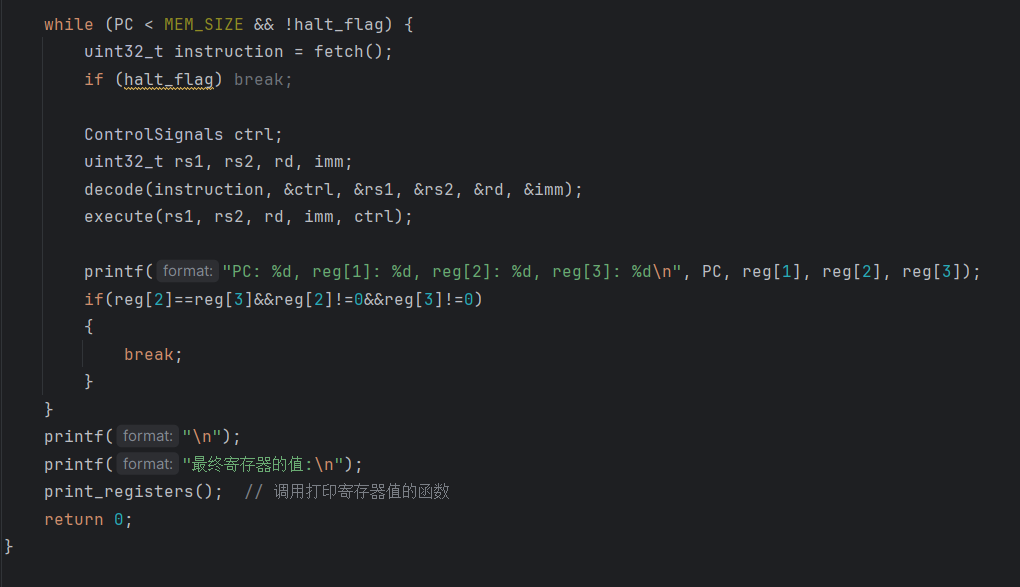 while (PC < MEM_SIZE && !halt_flag) {
uint32_t instruction = fetch();
if (halt_flag) break;
ControlSignals ctrl;
uint32_t rs1, rs2, rd, imm;
decode(instruction, &ctrl, &rs1, &rs2, &rd, &imm);
execute(rs1, rs2, rd, imm, ctrl);
printf( format: "PC: %d, reg[1]: %d, reg[2]: %d, reg[3]: %d\n", PC, reg[1], reg[2], reg[3]);
if(reg[2]==reg[3]&&reg[2]!=0&&reg[3]!=0)
{
break;
}
}
printf( format: "\n");
printf( format: "最终寄存器的值:\n");
print_registers();  // 调用打印寄存器值的函数
return 0;
}